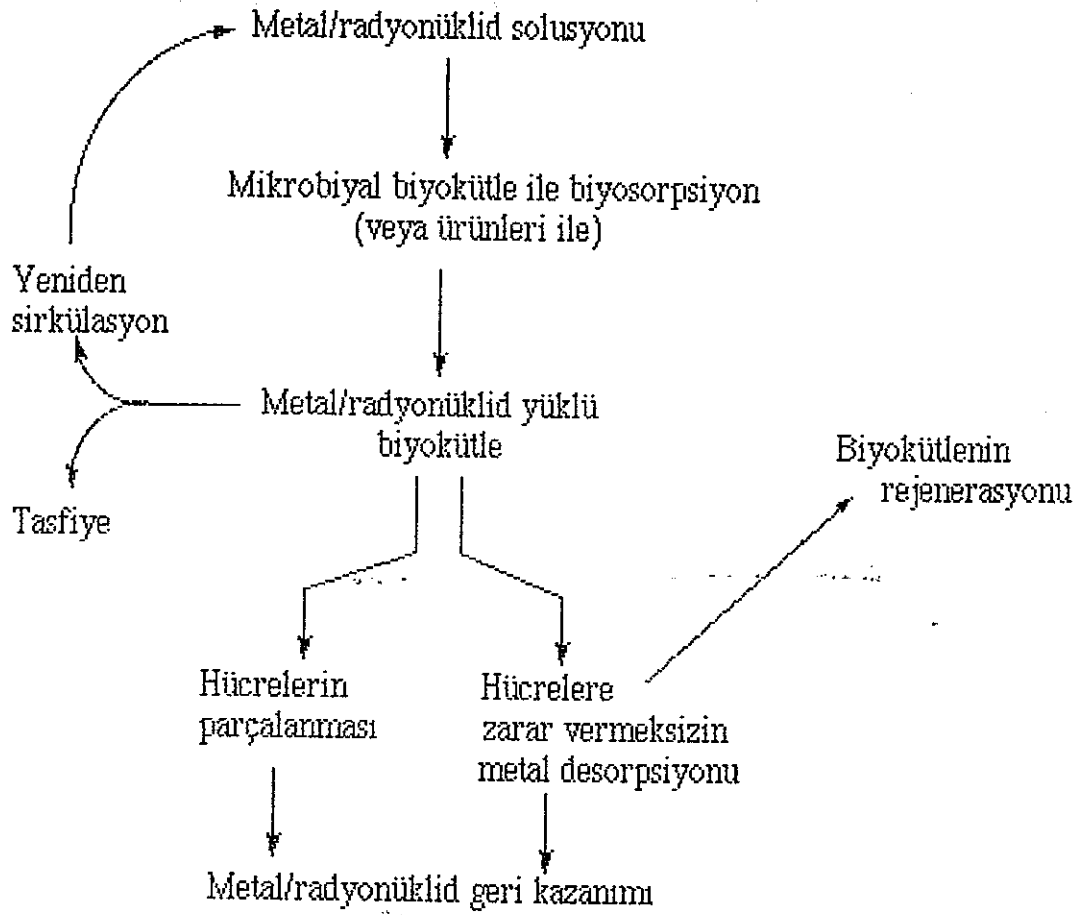 Metal/radyonüklid solusyonu
Mikrobiyal biyokütle ile biyosorpsiyon
(veya ürünleri ile)
Yeniden
sirkülasyon
Metal/radyonüklid yüklü
biyokütle
Biyokütlenin
rejenerasyonu
Tasfiye
Hücrelerin
parçalanması
Hücrelere
zarar vermeksizin
metal desorpsiyonu
Metal/radyonüklid geri kazanımı